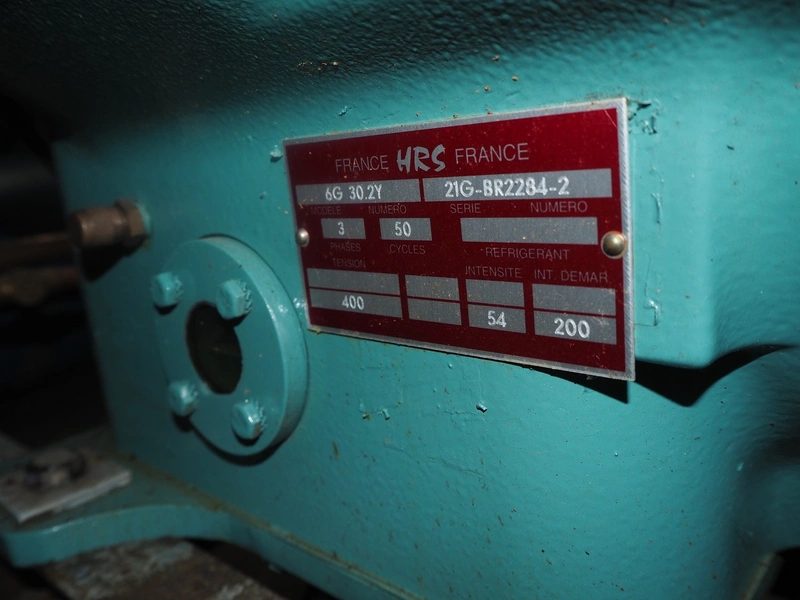 FRANCE HRS FRANCE
6G 30.2Y 21G-BR2284-2
MODELE NUMERO SERIE NUMERO
3 50
PHASES CYCLES REFRIGERANT
TENSION INTENSITE INT. DEMAR
400 54 200